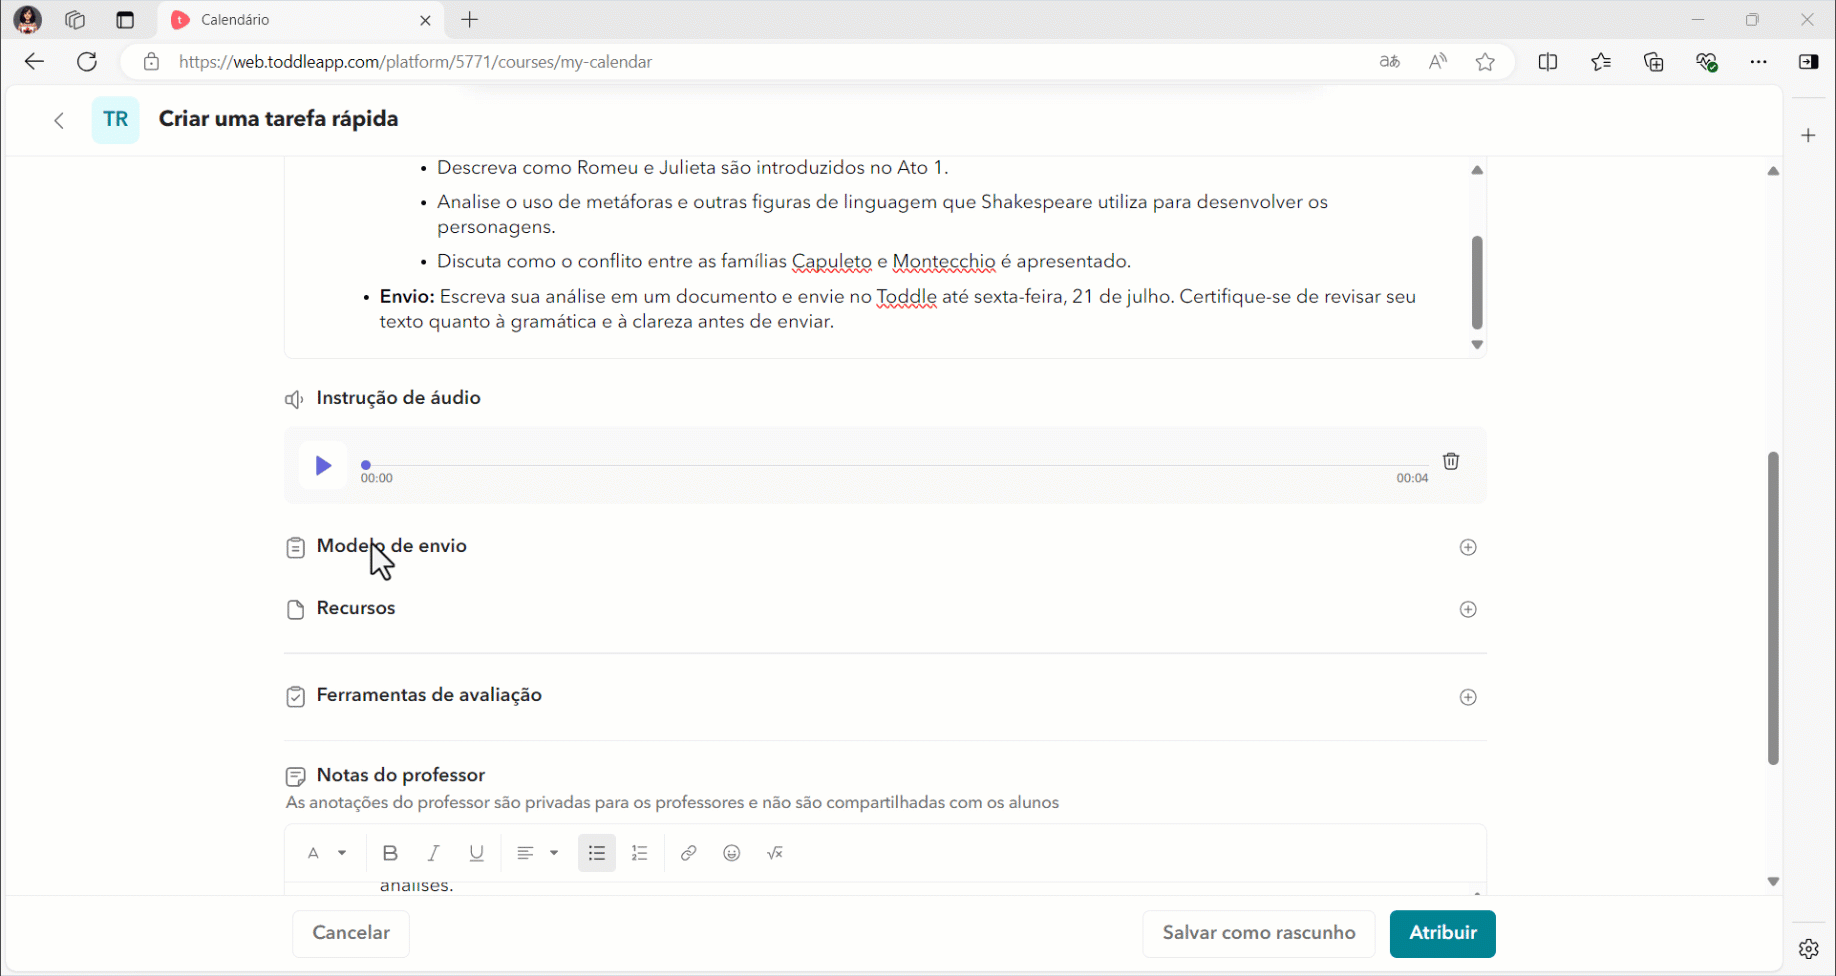 Calendário
https://web.toddleapp.com/platform/5771/courses/my-calendar
TR Criar uma tarefa rápida
• Descreva como Romeu e Julieta são introduzidos no Ato 1.
• Analise o uso de metáforas e outras figuras de linguagem que Shakespeare utiliza para desenvolver os
personagens.
• Discuta como o conflito entre as famílias Capuleto e Montecchio é apresentado.
• Envio: Escreva sua análise em um documento e envie no Toddle até sexta-feira, 21 de julho. Certifique-se de revisar seu
texto quanto à gramática e à clareza antes de enviar.
Instrução de áudio
00:00 00:04
Modelo de envio
Recursos
Ferramentas de avaliação
Notas do professor
As anotações do professor são privadas para os professores e não são compartilhadas com os alunos
análises.
Cancelar Salvar como rascunho Atribuir